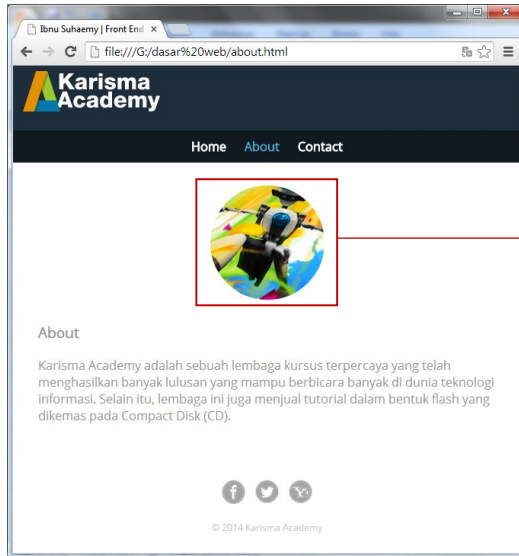 Ibnu Suhaemy | Front End
file:///G:/dasar%20web/about.html
Karisma
Academy
Home About Contact
About
Karisma Academy adalah sebuah lembaga kursus terpercaya yang telah
menghasilkan banyak lulusan yang mampu berbicara banyak di dunia teknologi
informasi. Selain itu, lembaga ini juga menjual tutorial dalam bentuk flash yang
dikemas pada Compact Disk (CD).
© 2014 Karisma Academy